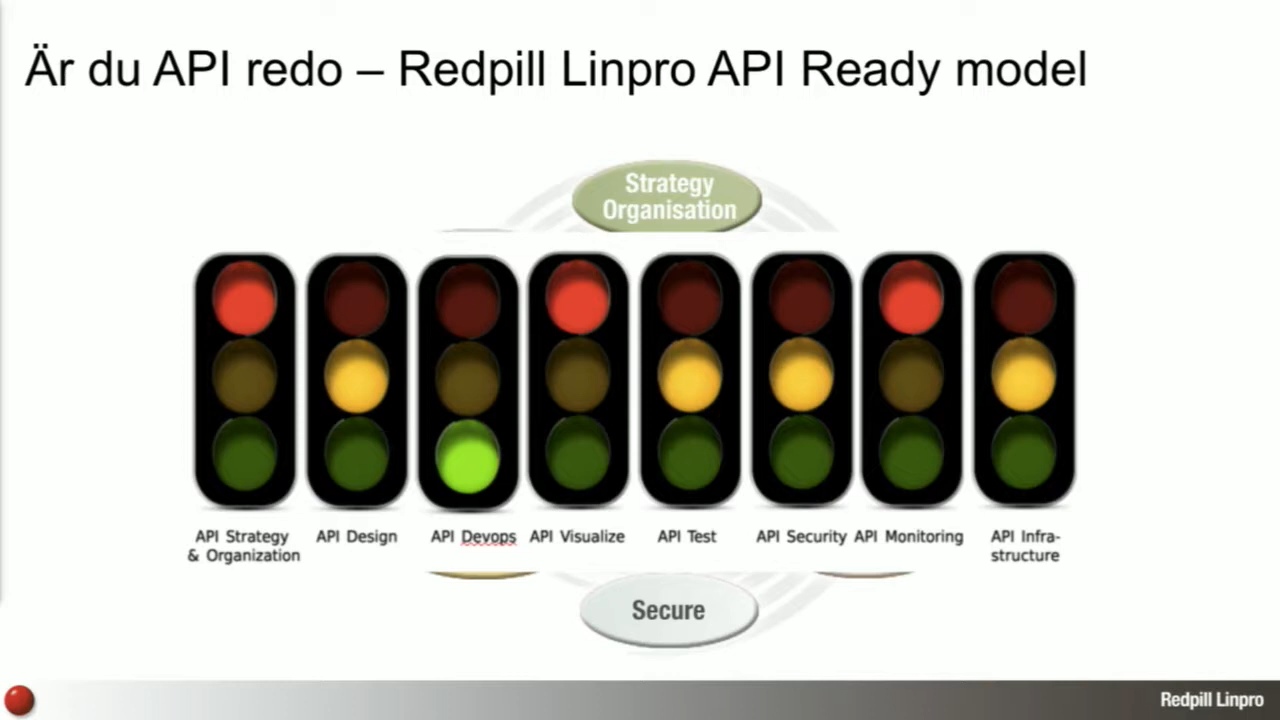 Är du API redo – Redpill Linpro API Ready model
Strategy
Organisation
API Strategy
& Organization
API Design
API Devops
API Visualize
API Test
API Security
API Monitoring
API Infra-
structure
Secure
Redpill Linpro